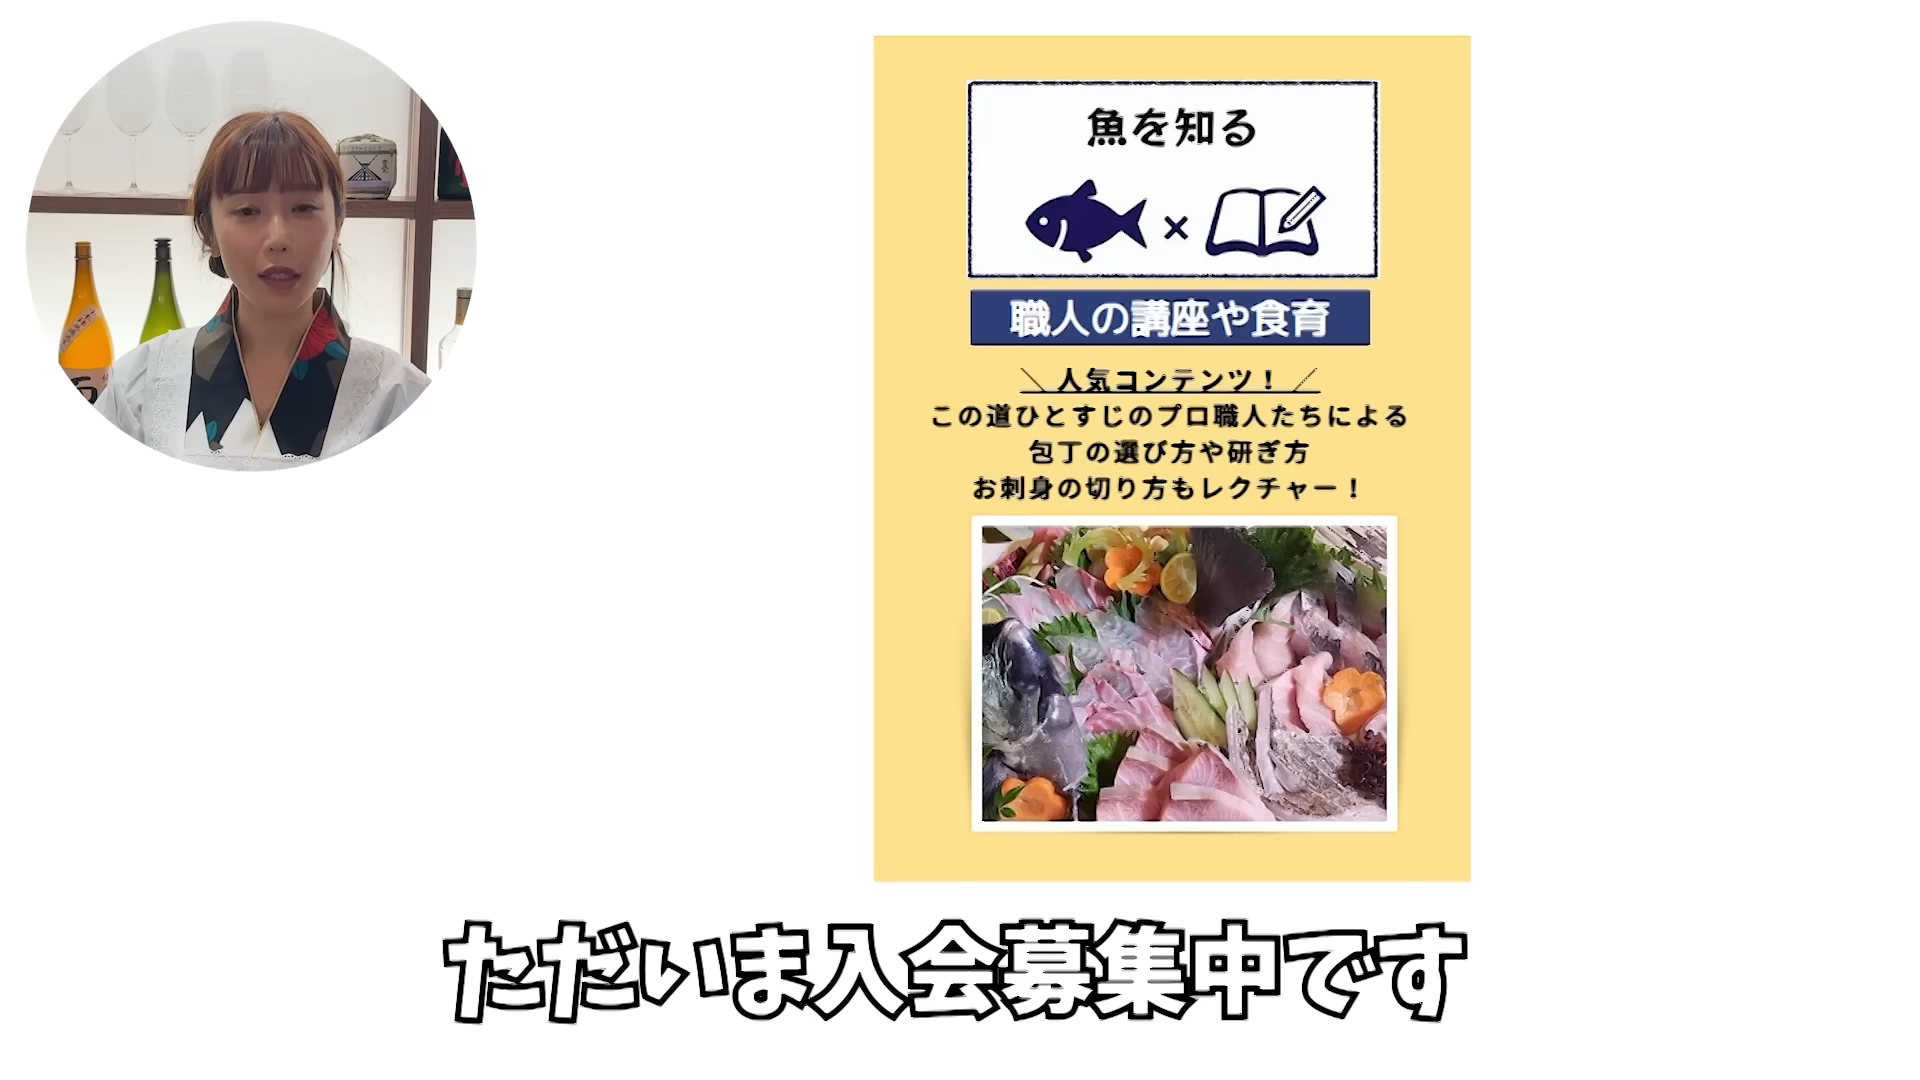 魚を知る
×
職人の講座や食育
＼人気コンテンツ！／
この道ひとすじのプロ職人たちによる
包丁の選び方や研ぎ方
お刺身の切り方もレクチャー！
ただいま入会募集中です